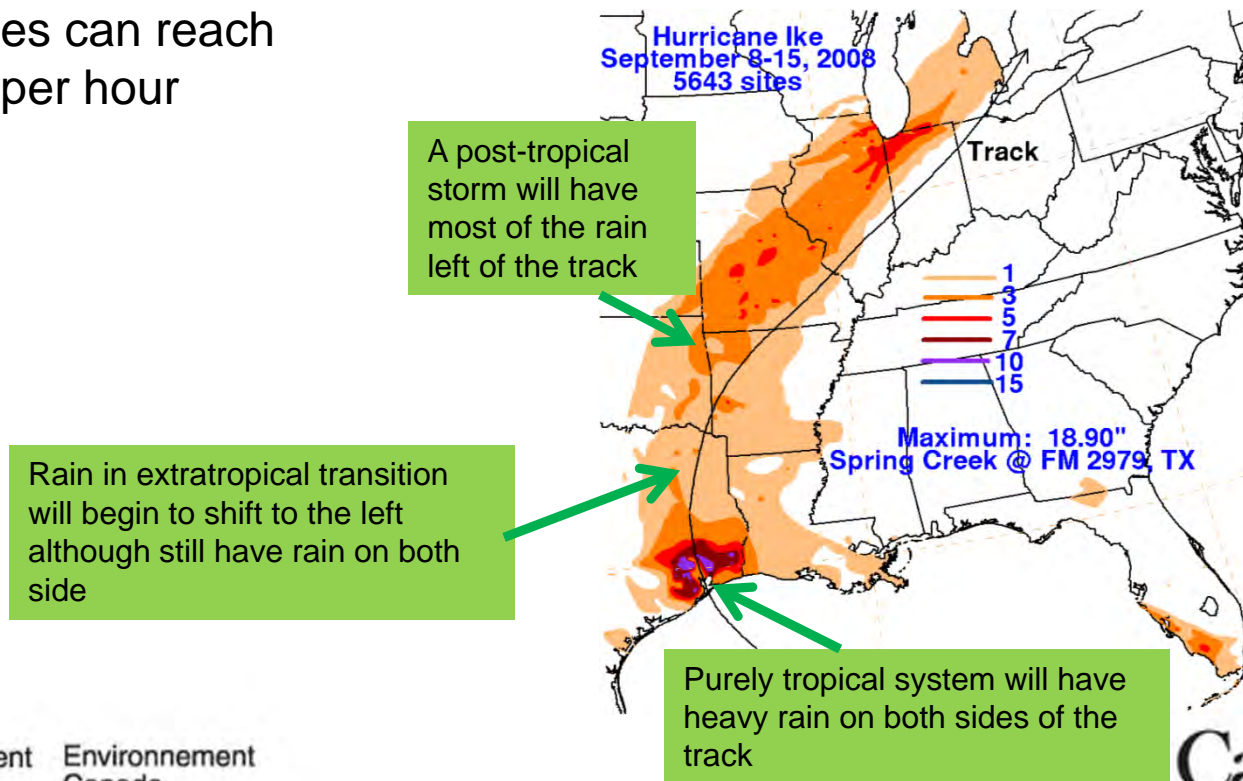 es can reach
per hour
Hurricane Ike
September 8-15, 2008
5643 sites
A post-tropical
storm will have
most of the rain
left of the track
Track
1
3
5
7
10
15
Maximum: 18.90"
Spring Creek @ FM 2979, TX
Rain in extratropical transition
will begin to shift to the left
although still have rain on both
side
Purely tropical system will have
heavy rain on both sides of the
track
ent Environnement
Ca